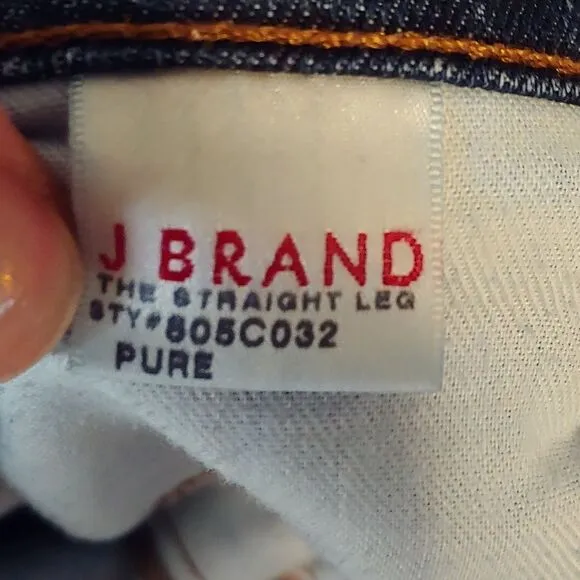 J BRAND
THE STRAIGHT LEG
STY#805C032
PURE